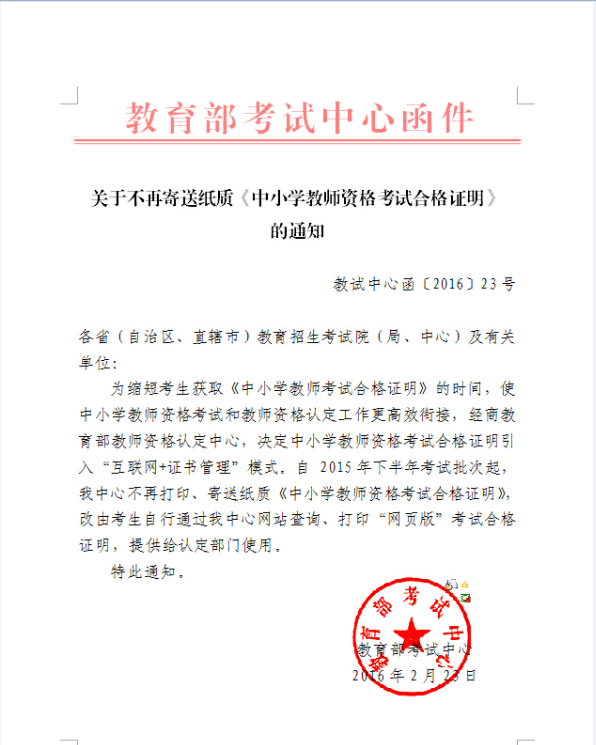 教育部考试中心函件
关于不再寄送纸质《中小学教师资格考试合格证明》
的通知
教试中心函〔2016〕23号
各省（自治区、直辖市）教育招生考试院（局、中心）及有关
单位：
为缩短考生获取《中小学教师考试合格证明》的时间，使
中小学教师资格考试和教师资格认定工作更高效衔接，经商教
育部教师资格认定中心，决定中小学教师资格考试合格证明引
入“互联网+证书管理”模式。自 2015年下半年考试批次起，
我中心不再打印、寄送纸质《中小学教师资格考试合格证明》，
改由考生自行通过我中心网站查询、打印“网页版”考试合格
证明，提供给认定部门使用。
特此通知。
教育部考试中心
教育部考试中心
2016年2月23日